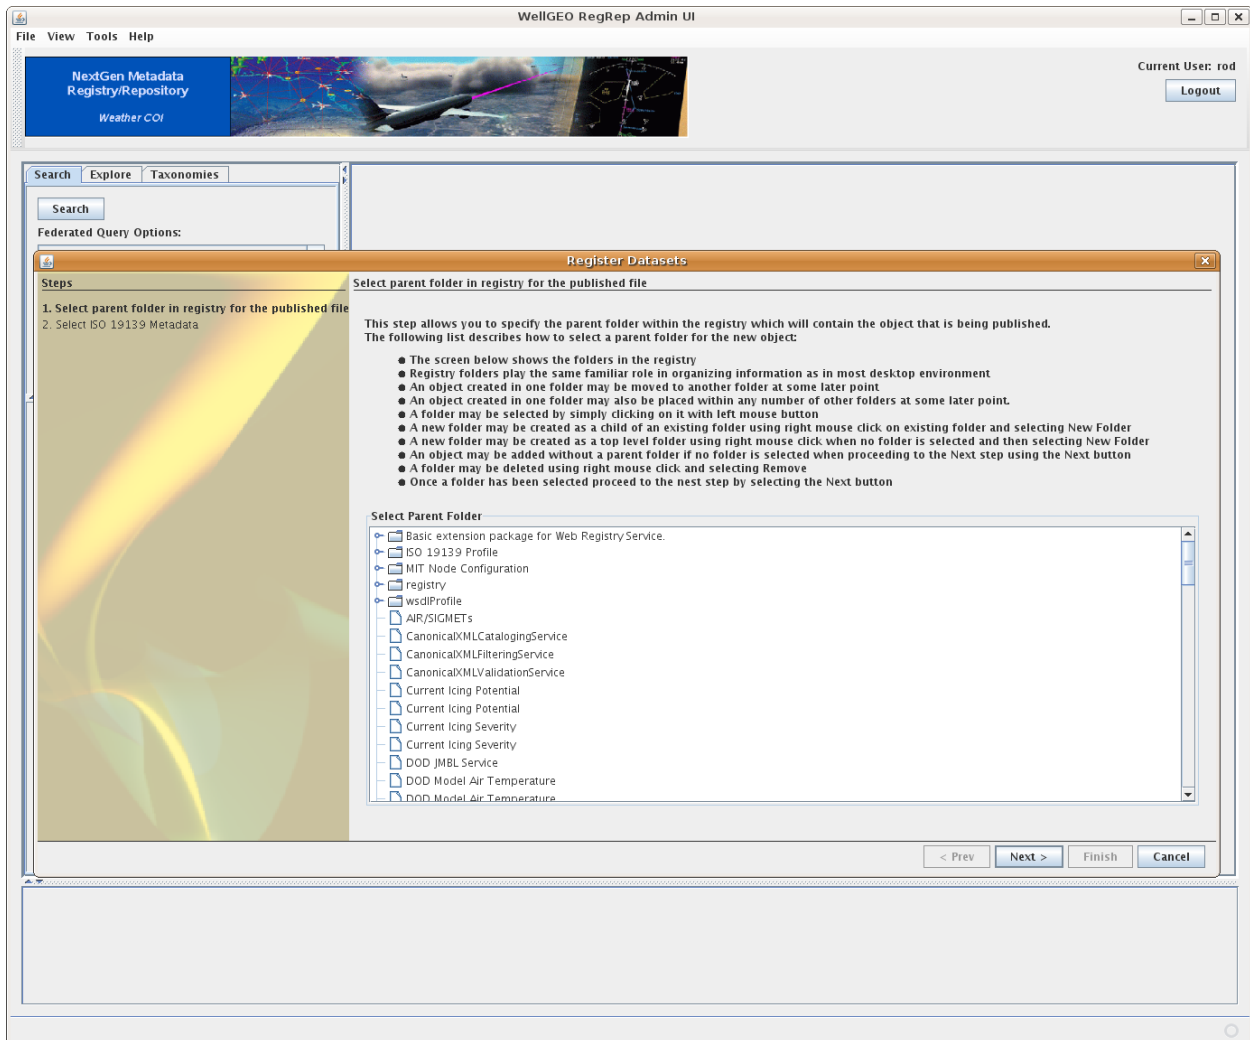 WellGEO RegRep Admin UI
File View Tools Help
NextGen Metadata
Registry/Repository
Weather COI
Current User: rod
Logout
Search Explore Taxonomies
Search
Federated Query Options:
Register Datasets
Steps
1. Select parent folder in registry for the published file
2. Select ISO 19139 Metadata
Select parent folder in registry for the published file
This step allows you to specify the parent folder within the registry which will contain the object that is being published.
The following list describes how to select a parent folder for the new object:
● The screen below shows the folders in the registry
● Registry folders play the same familiar role in organizing information as in most desktop environment
● An object created in one folder may be moved to another folder at some later point
● An object created in one folder may also be placed within any number of other folders at some later point.
● A folder may be selected by simply clicking on it with left mouse button
● A new folder may be created as a child of an existing folder using right mouse click on existing folder and selecting New Folder
● A new folder may be created as a top level folder using right mouse click when no folder is selected and then selecting New Folder
● An object may be added without a parent folder if no folder is selected when proceeding to the Next step using the Next button
● A folder may be deleted using right mouse click and selecting Remove
● Once a folder has been selected proceed to the nest step by selecting the Next button
Select Parent Folder
Basic extension package for Web Registry Service.
ISO 19139 Profile
MIT Node Configuration
registry
wsdlProfile
AIR/SIGMETs
CanonicalXMLCatalogingService
CanonicalXMLFilteringService
CanonicalXMLValidationService
Current Icing Potential
Current Icing Potential
Current Icing Severity
Current Icing Severity
DOD JMBL Service
DOD Model Air Temperature
DOD Model Air Temperature
< Prev Next > Finish Cancel